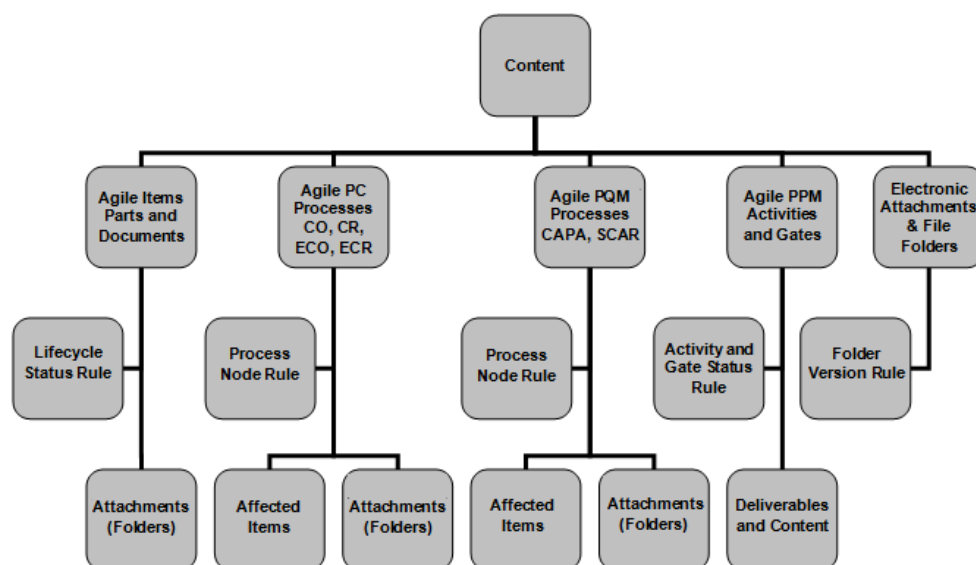 Content
Agile Items
Parts and
Documents
Agile PC
Processes
CO, CR,
ECO, ECR
Agile PQM
Processes
CAPA, SCAR
Agile PPM
Activities
and Gates
Electronic
Attachments
& File
Folders
Lifecycle
Status Rule
Process
Node Rule
Process
Node Rule
Activity and
Gate Status
Rule
Folder
Version Rule
Attachments
(Folders)
Affected
Items
Attachments
(Folders)
Affected
Items
Attachments
(Folders)
Deliverables
and Content